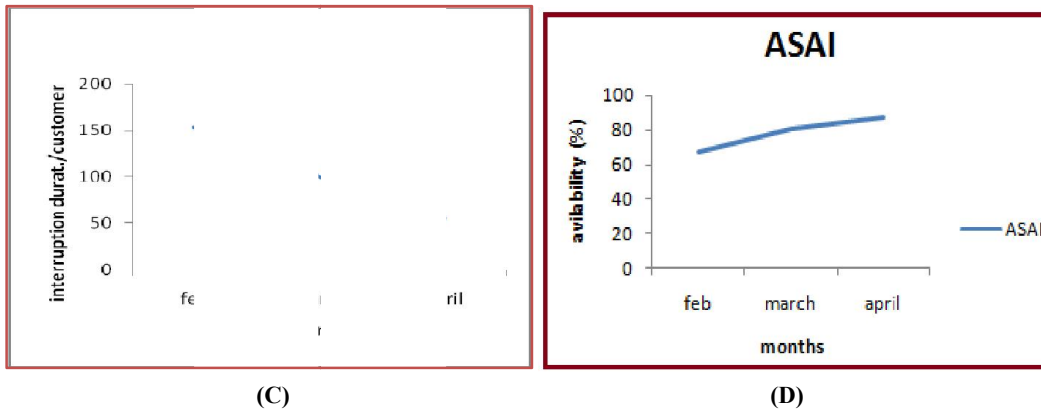 interruption durat./customer
200
150
100
50
0
ril
(C)
ASAI
avilability (%)
100
80
60
40
20
0
feb march april
months
ASAI
(D)